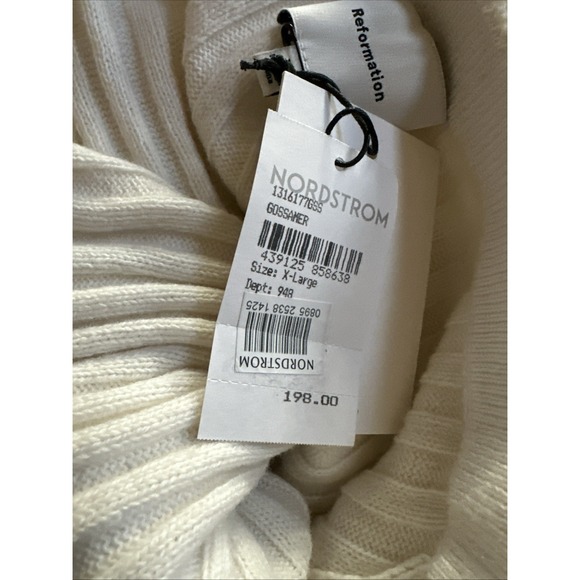 Reformation
NORDSTROM
1316177GSS
GOSSAMER
439125 858638
Size: X-Large
Dept: 948
0895 2538 1425
NORDSTROM
198.00